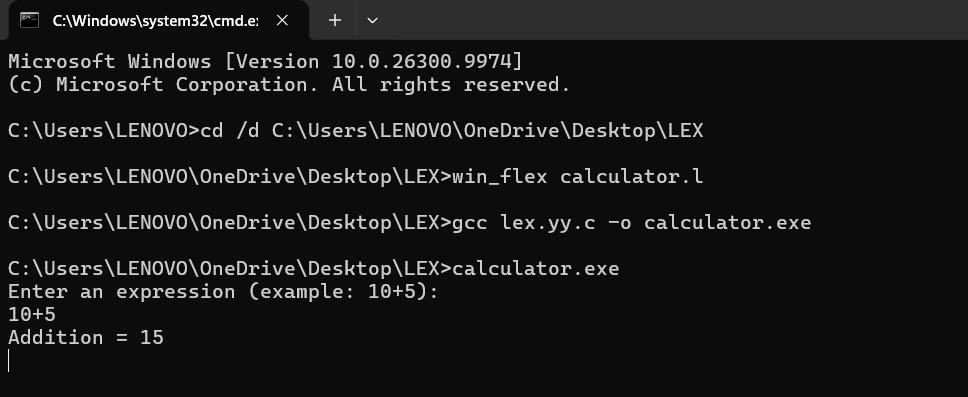 C:\Windows\system32\cmd.e
Microsoft Windows [Version 10.0.26300.9974]
(c) Microsoft Corporation. All rights reserved.
C:\Users\LENOVO>cd /d C:\Users\LENOVO\OneDrive\Desktop\LEX
C:\Users\LENOVO\OneDrive\Desktop\LEX>win_flex calculator.l
C:\Users\LENOVO\OneDrive\Desktop\LEX>gcc lex.yy.c -o calculator.exe
C:\Users\LENOVO\OneDrive\Desktop\LEX>calculator.exe
Enter an expression (example: 10+5):
10+5
Addition = 15